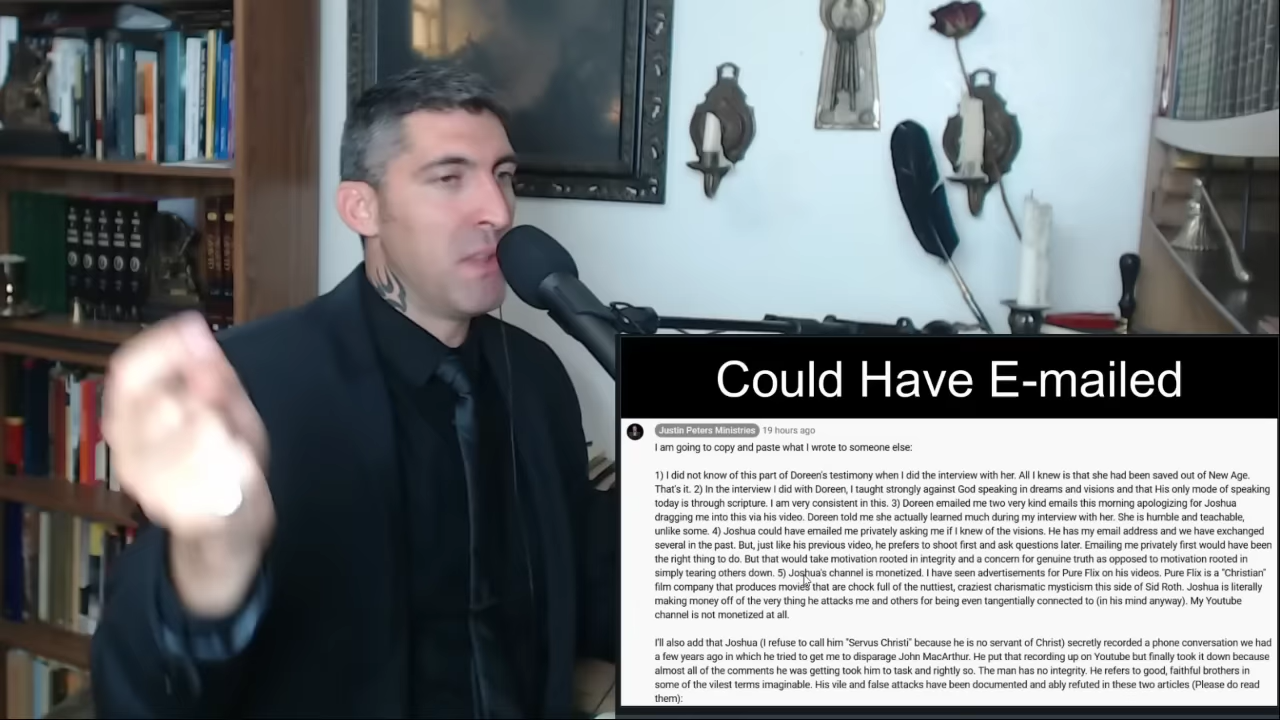 Could Have E-mailed
Justin Peters Ministries 19 hours ago
I am going to copy and paste what I wrote to someone else:
1) I did not know of this part of Doreen's testimony when I did the interview with her. All I knew is that she had been saved out of New Age.
That's it. 2) In the interview I did with Doreen, I taught strongly against God speaking in dreams and visions and that His only mode of speaking
today is through scripture. I am very consistent in this. 3) Doreen emailed me two very kind emails this morning apologizing for Joshua
dragging me into this via his video. Doreen told me she actually learned much during my interview with her. She is humble and teachable,
unlike some. 4) Joshua could have emailed me privately asking me if I knew of the visions. He has my email address and we have exchanged
several in the past. But, just like his previous video, he prefers to shoot first and ask questions later. Emailing me privately first would have been
the right thing to do. But that would take motivation rooted in integrity and a concern for genuine truth as opposed to motivation rooted in
simply tearing others down. 5) Joshua's channel is monetized. I have seen advertisements for Pure Flix on his videos. Pure Flix is a "Christian"
film company that produces movies that are chock full of the nuttiest, craziest charismatic mysticism this side of Sid Roth. Joshua is literally
making money off of the very thing he attacks me and others for being even tangentially connected to (in his mind anyway). My Youtube
channel is not monetized at all.
I'll also add that Joshua (I refuse to call him "Servus Christi" because he is no servant of Christ) secretly recorded a phone conversation we had
a few years ago in which he tried to get me to disparage John MacArthur. He put that recording up on Youtube but finally took it down because
almost all of the comments he was getting took him to task and rightly so. The man has no integrity. He refers to good, faithful brothers in
some of the vilest terms imaginable. His vile and false attacks have been documented and ably refuted in these two articles (Please do read
them):